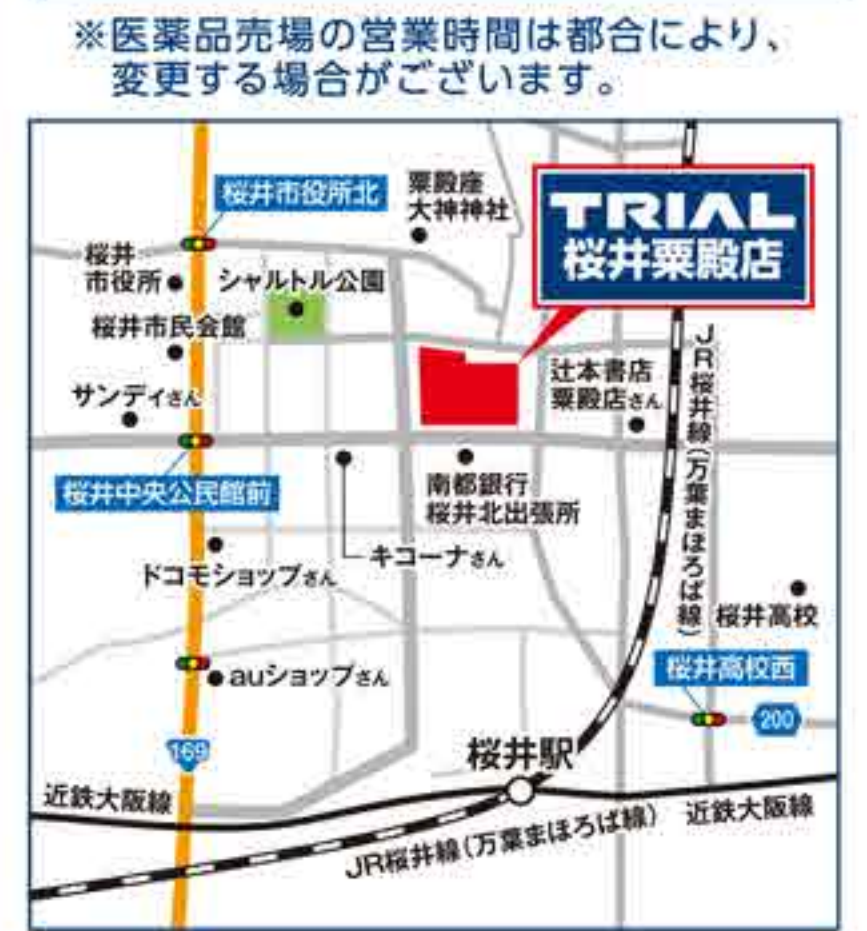 ※医薬品売場の営業時間は都合により、
変更する場合がございます。
桜井市役所北
粟殿座
大神神社
TRIAL
桜井粟殿店
桜井
市役所
シャルトル公園
桜井市民会館
サンディさん
辻本書店
粟殿店さん
JR桜井線(万葉まほろば線)
桜井中央公民館前
南都銀行
桜井北出張所
キコーナさん
ドコモショップさん
桜井高校
auショップさん
桜井高校西
200
169
桜井駅
近鉄大阪線
JR桜井線(万葉まほろば線)
近鉄大阪線